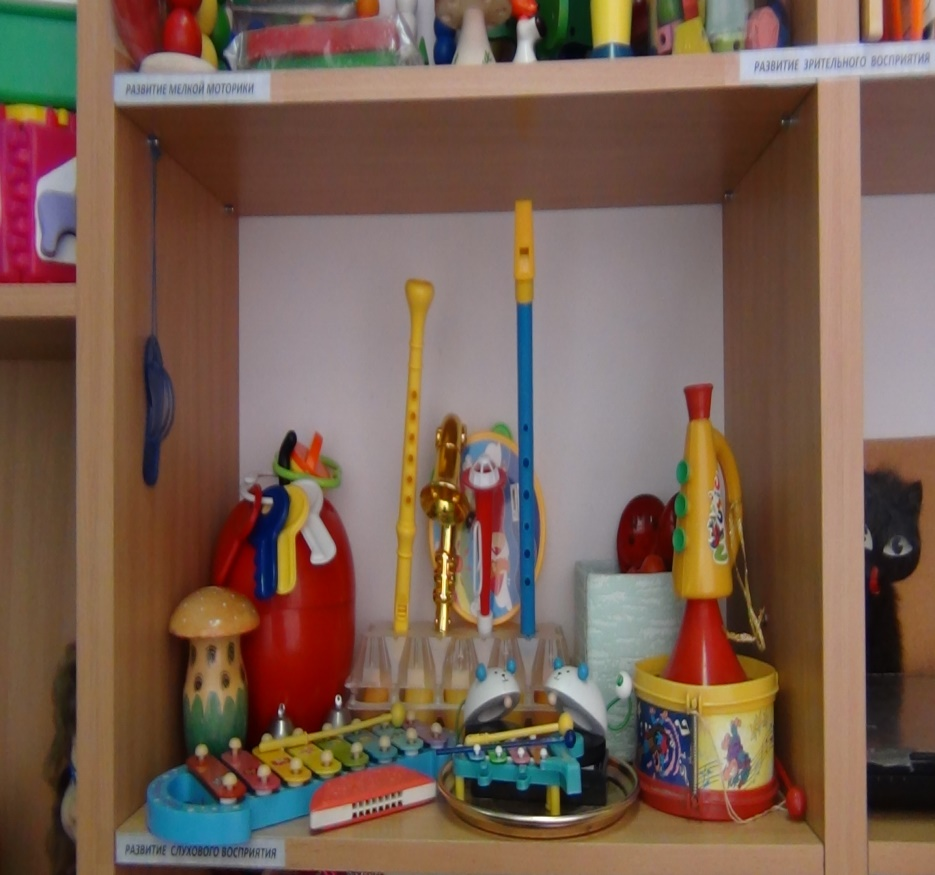 РАЗВИТИЕ МЕЛКОЙ МОТОРИКИ
РАЗВИТИЕ ЗРИТЕЛЬНОГО ВОСПРИЯТИЯ
РАЗВИТИЕ СЛУХОВОГО ВОСПРИЯТИЯ